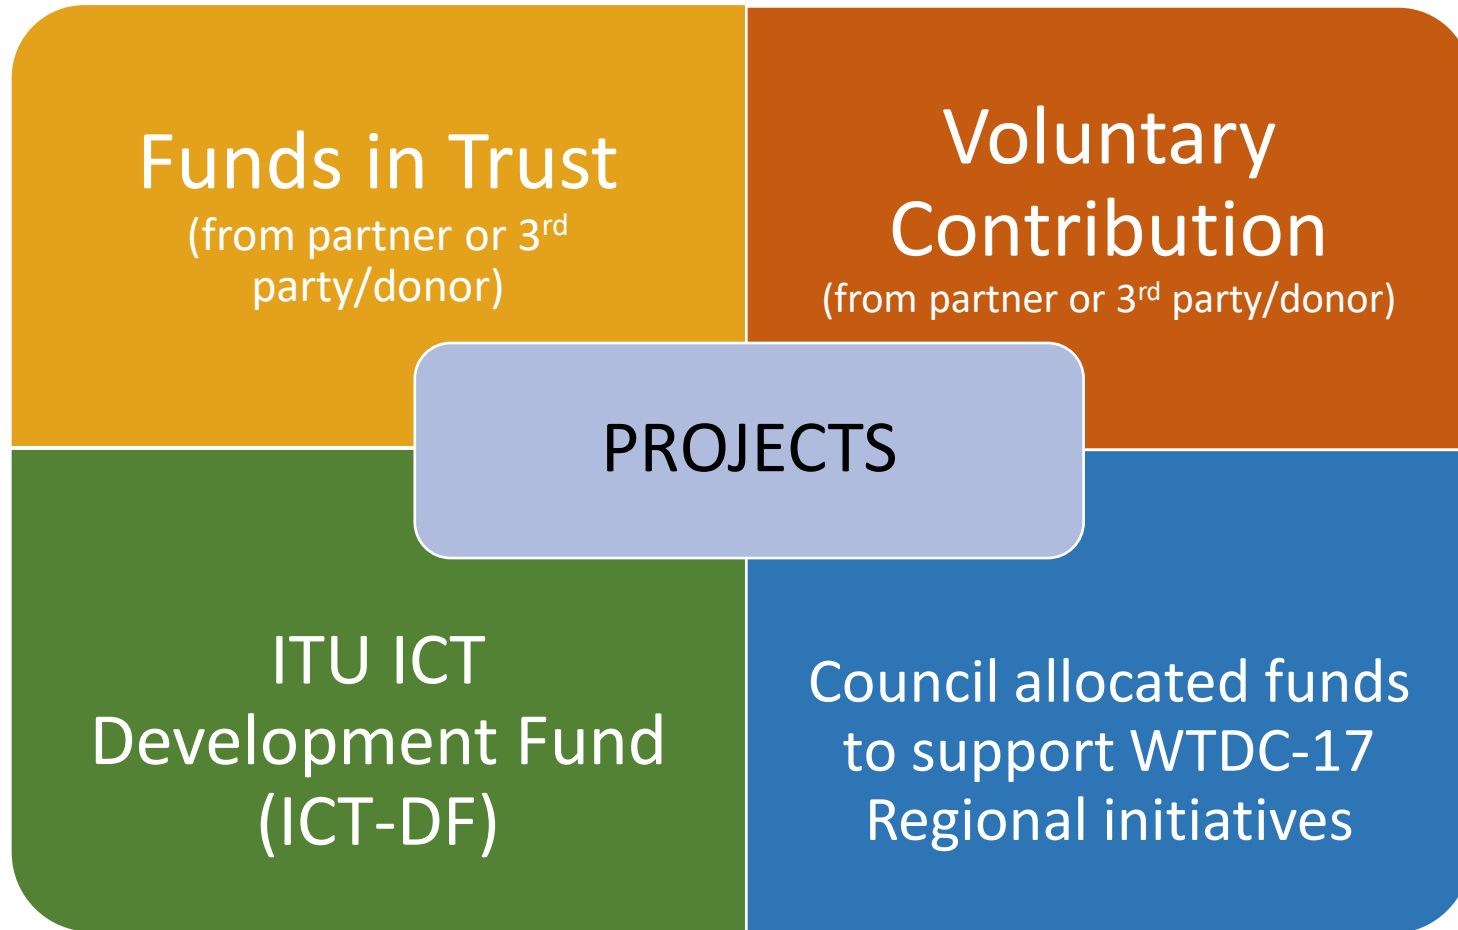 Funds in Trust
(from partner or 3rd
party/donor)
Voluntary
Contribution
(from partner or 3rd party/donor)
PROJECTS
ITU ICT
Development Fund
(ICT-DF)
Council allocated funds
to support WTDC-17
Regional initiatives